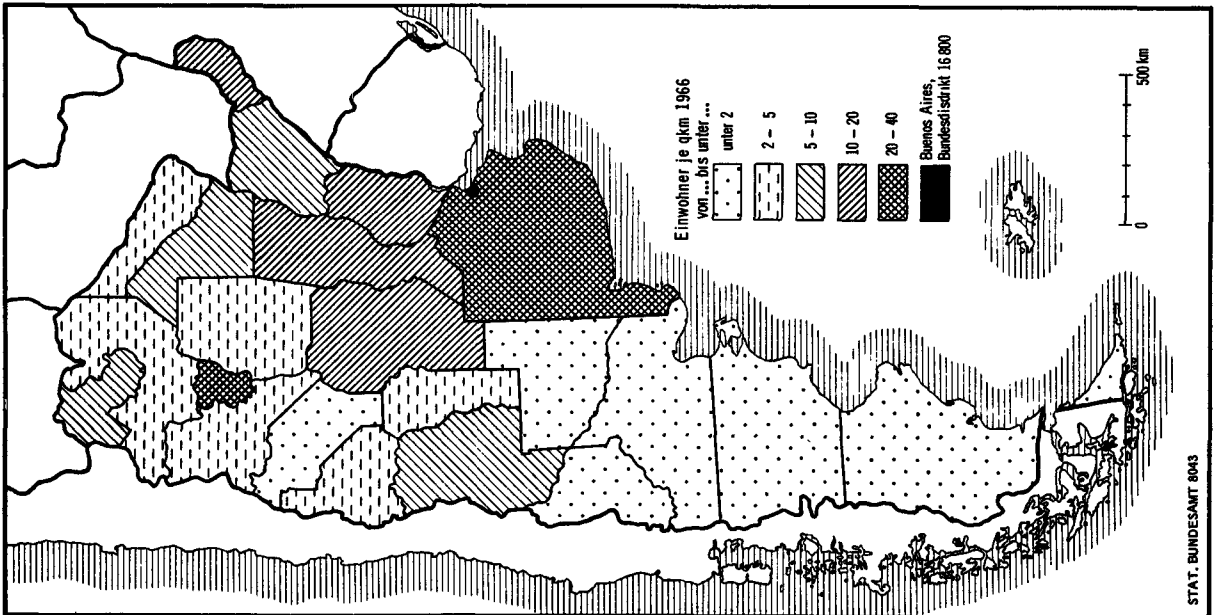 Einwohner je qkm 1966
von ... bis unter ...
unter 2
2 – 5
5 – 10
10 – 20
20 – 40
Buenos Aires,
Bundesdisdrikt 16 800
0 500 km
STAT. BUNDESAMT 8043